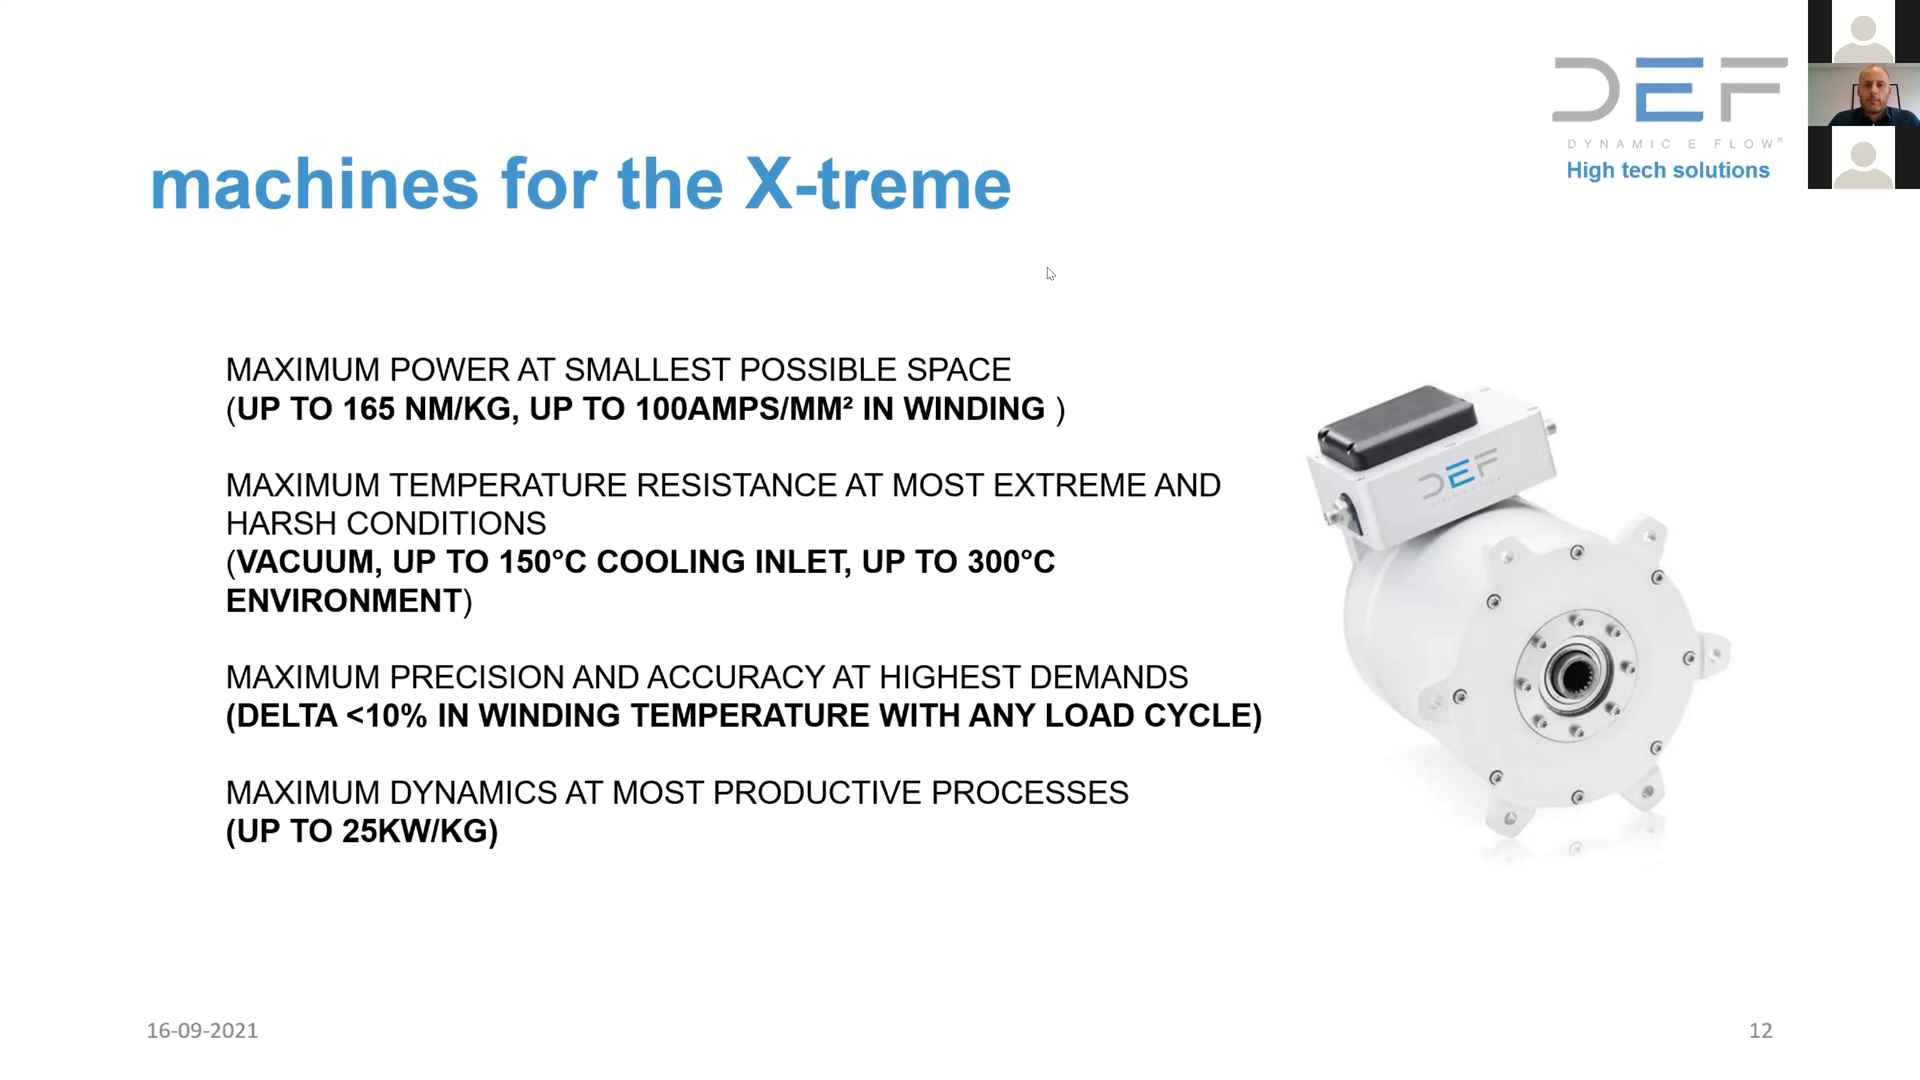 DEF
DYNAMIC E FLOW®
High tech solutions
machines for the X-treme
MAXIMUM POWER AT SMALLEST POSSIBLE SPACE
(UP TO 165 NM/KG, UP TO 100AMPS/MM² IN WINDING )
MAXIMUM TEMPERATURE RESISTANCE AT MOST EXTREME AND
HARSH CONDITIONS
(VACUUM, UP TO 150°C COOLING INLET, UP TO 300°C
ENVIRONMENT)
MAXIMUM PRECISION AND ACCURACY AT HIGHEST DEMANDS
(DELTA <10% IN WINDING TEMPERATURE WITH ANY LOAD CYCLE)
MAXIMUM DYNAMICS AT MOST PRODUCTIVE PROCESSES
(UP TO 25KW/KG)
DEF
16-09-2021
12